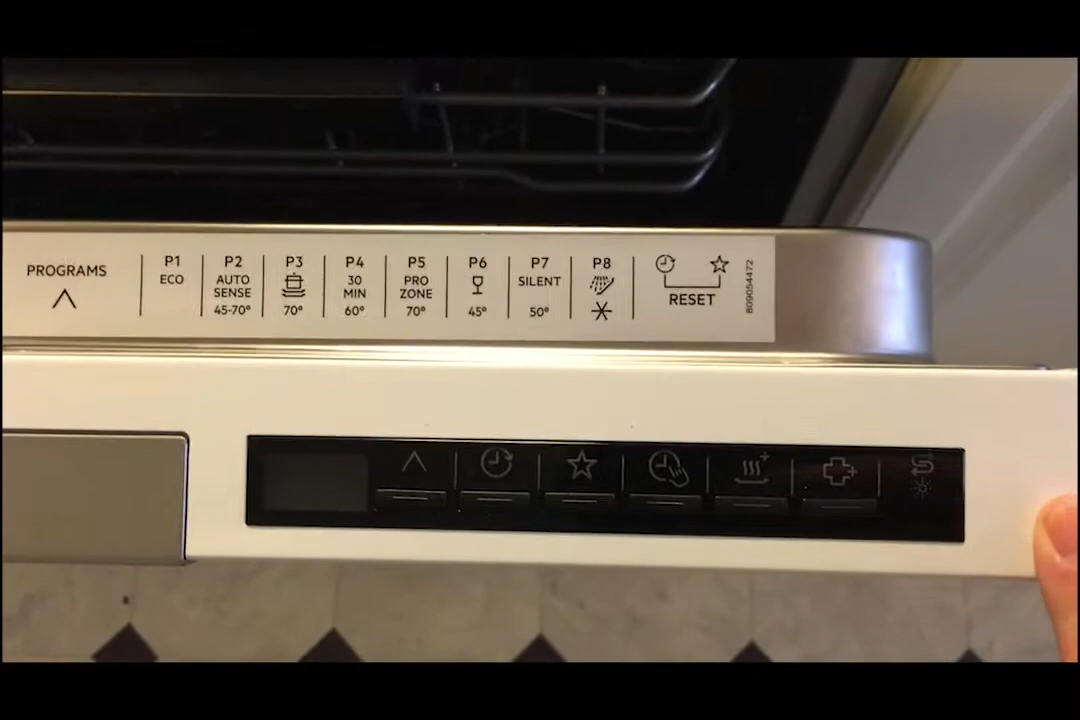 PROGRAMS
P1
ECO
P2
AUTO
SENSE
45-70°
P3
70°
P4
30
MIN
60°
P5
PRO
ZONE
70°
P6
45°
P7
SILENT
50°
P8
RESET
809054472